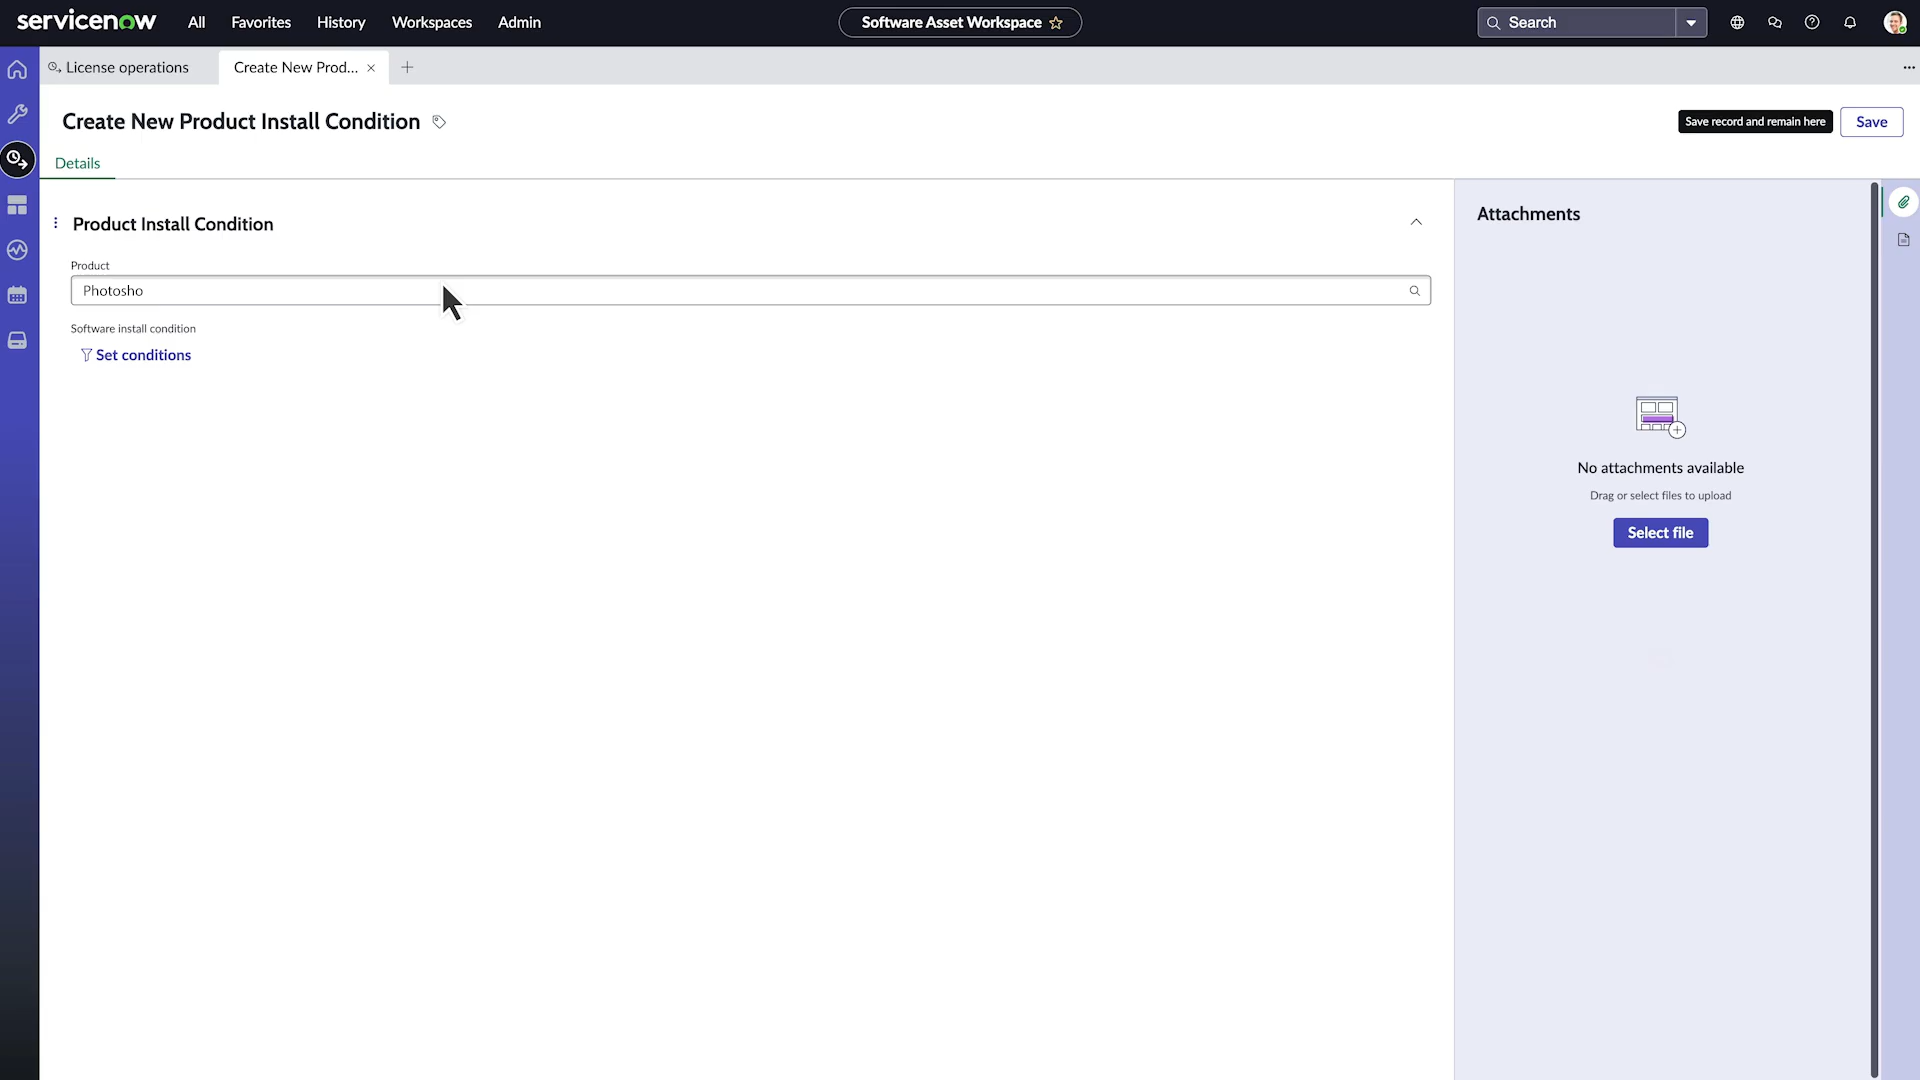 servicenow All Favorites History Workspaces Admin Software Asset Workspace Search
License operations Create New Prod...
Create New Product Install Condition Save record and remain here Save
Details
Product Install Condition Attachments
Product
Photosho
Software install condition
Set conditions
No attachments available
Drag or select files to upload
Select file